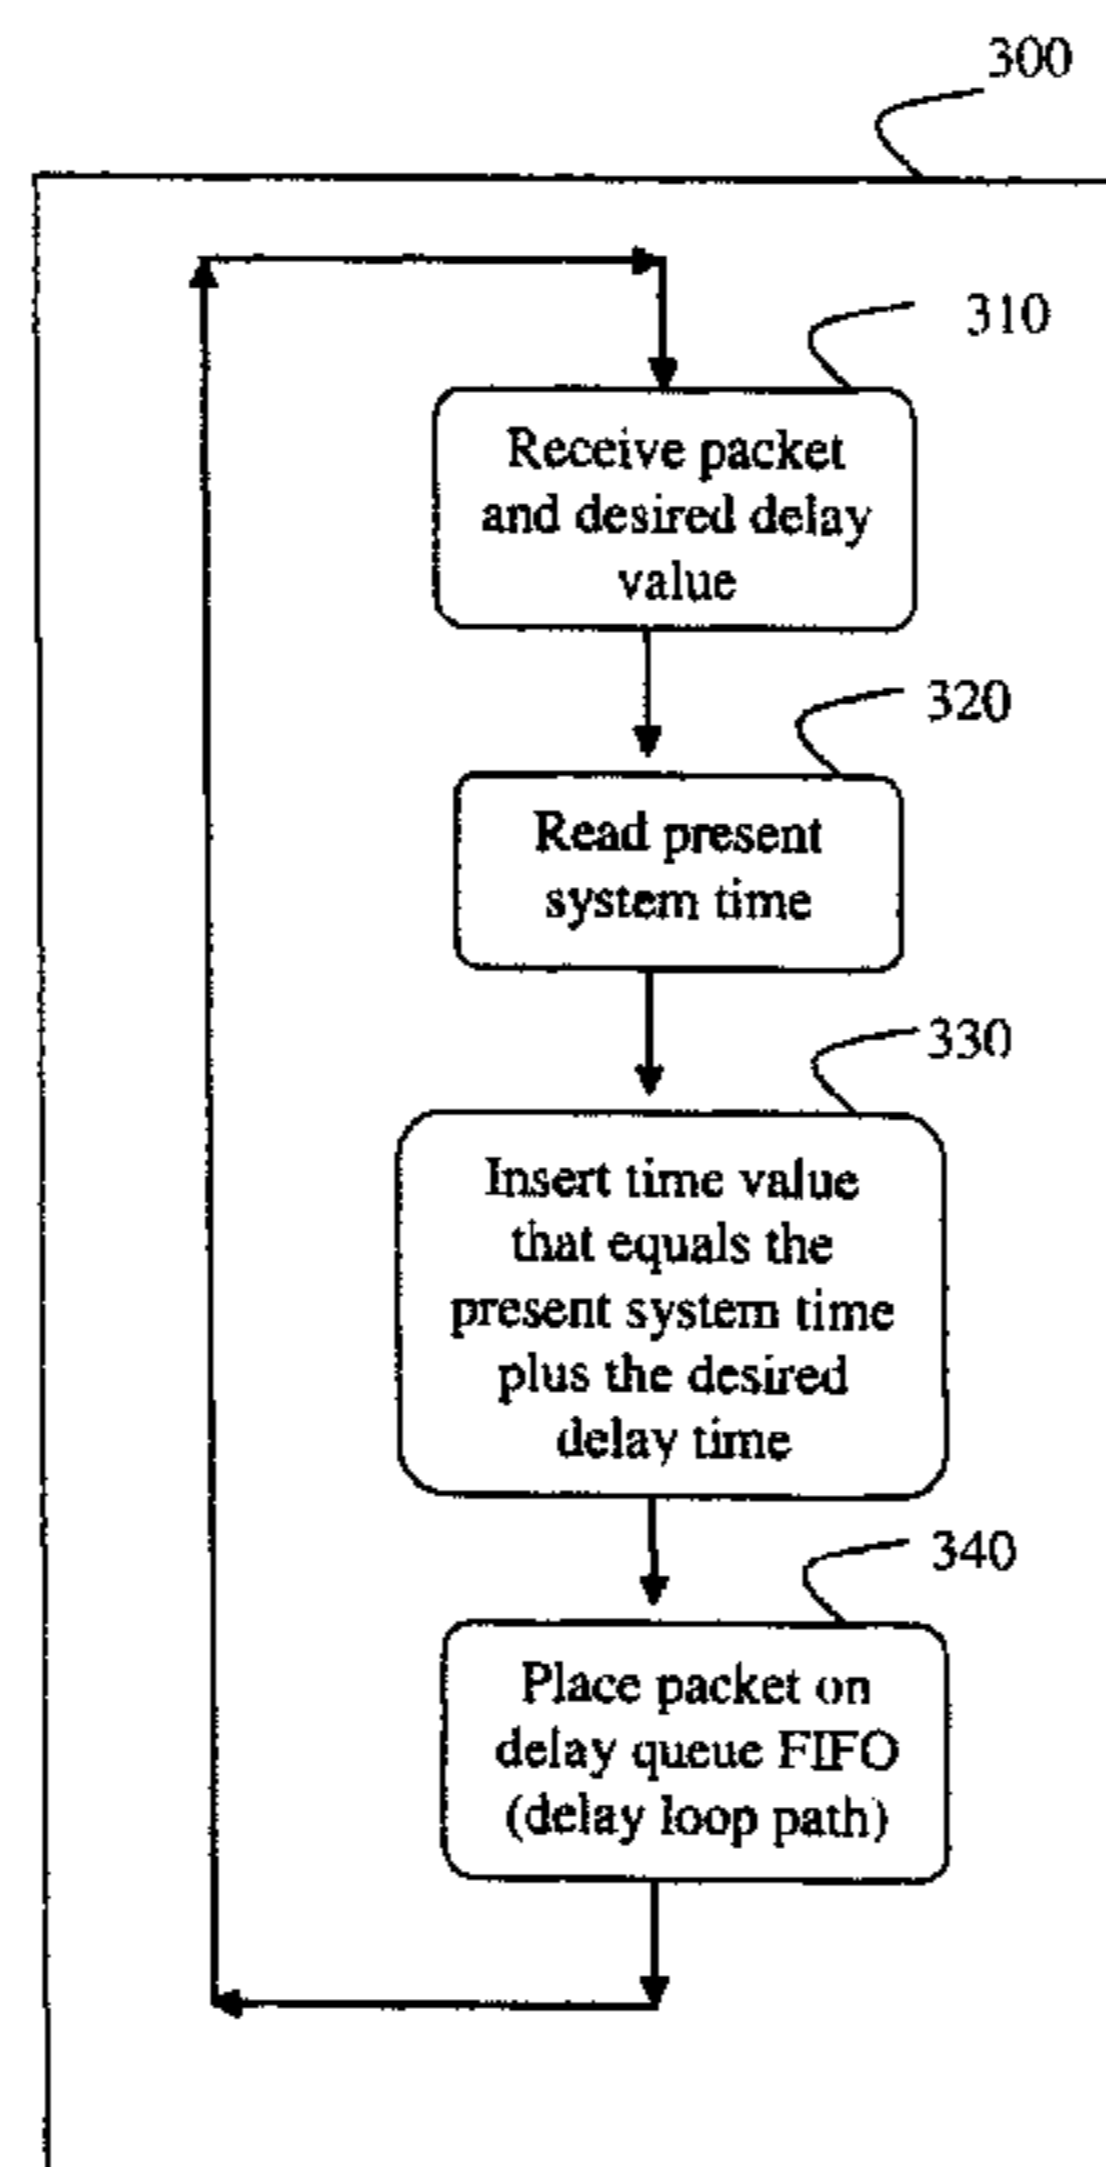 300
310
Receive packet
and desired delay
value
320
Read present
system time
330
Insert time value
that equals the
present system time
plus the desired
delay time
340
Place packet on
delay queue FIFO
(delay loop path)